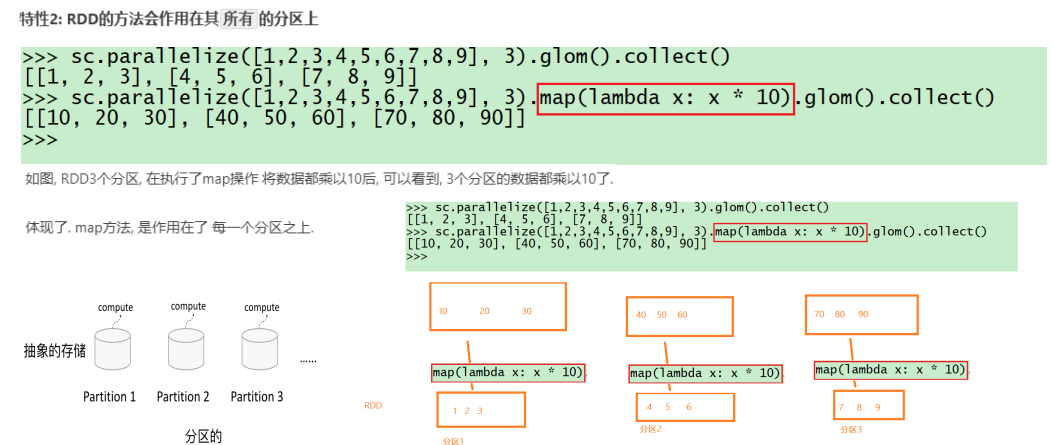 特性2: RDD的方法会作用在其 所有 的分区上
>>> sc.parallelize([1,2,3,4,5,6,7,8,9], 3).glom().collect()
[[1, 2, 3], [4, 5, 6], [7, 8, 9]]
>>> sc.parallelize([1,2,3,4,5,6,7,8,9], 3).map(lambda x: x * 10).glom().collect()
[[10, 20, 30], [40, 50, 60], [70, 80, 90]]
>>>
如图, RDD3个分区, 在执行了map操作 将数据都乘以10后, 可以看到, 3个分区的数据都乘以10了.
体现了. map方法, 是作用在了 每一个分区之上.
>>> sc.parallelize([1,2,3,4,5,6,7,8,9], 3).glom().collect()
[[1, 2, 3], [4, 5, 6], [7, 8, 9]]
>>> sc.parallelize([1,2,3,4,5,6,7,8,9], 3).map(lambda x: x * 10).glom().collect()
[[10, 20, 30], [40, 50, 60], [70, 80, 90]]
>>>
compute compute compute
抽象的存储 ......
Partition 1 Partition 2 Partition 3
分区的
10 20 30
40 50 60
70 80 90
map(lambda x: x * 10).
map(lambda x: x * 10).
map(lambda x: x * 10).
RDD
1 2 3
4 5 6
7 8 9
分区1
分区2
分区3